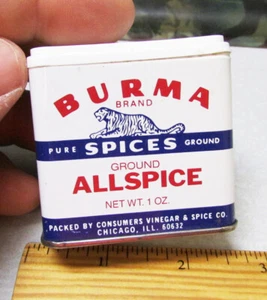 BURMA
BRAND
PURE SPICES GROUND
GROUND
ALLSPICE
NET WT. 1 OZ.
PACKED BY CONSUMERS VINEGAR & SPICE CO.
CHICAGO, ILL. 60632
1 2 3